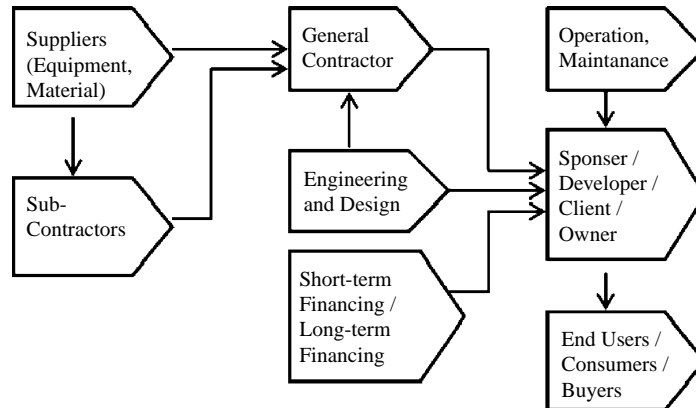 Suppliers
(Equipment,
Material)
General
Contractor
Operation,
Maintanance
Sub-
Contractors
Engineering
and Design
Sponser /
Developer /
Client /
Owner
Short-term
Financing /
Long-term
Financing
End Users /
Consumers /
Buyers